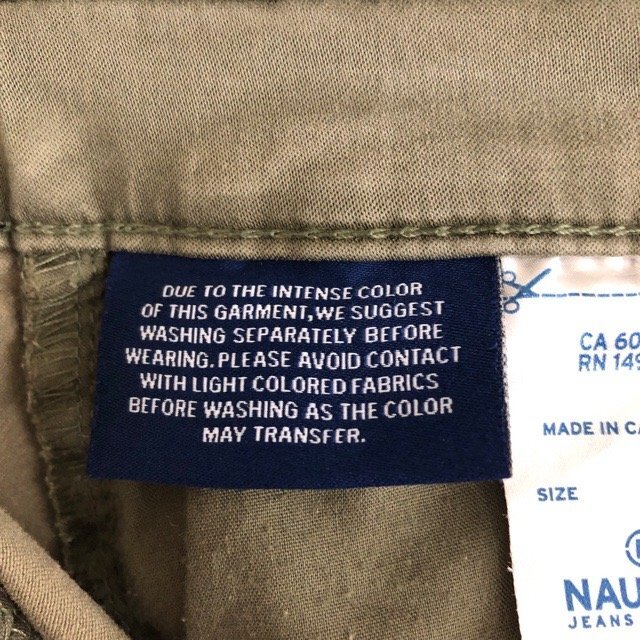 DUE TO THE INTENSE COLOR
OF THIS GARMENT, WE SUGGEST
WASHING SEPARATELY BEFORE
WEARING. PLEASE AVOID CONTACT
WITH LIGHT COLORED FABRICS
BEFORE WASHING AS THE COLOR
MAY TRANSFER.
CA 60
RN 149
MADE IN CA
SIZE
NAU
JEANS